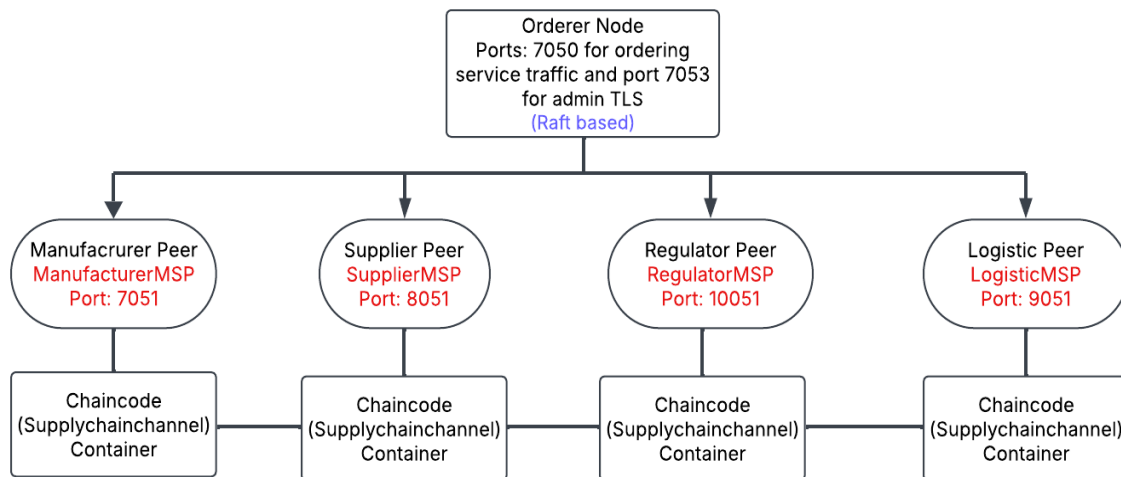 Orderer Node
Ports: 7050 for ordering
service traffic and port 7053
for admin TLS
(Raft based)
Manufacrurer Peer
ManufacturerMSP
Port: 7051
Supplier Peer
SupplierMSP
Port: 8051
Regulator Peer
RegulatorMSP
Port: 10051
Logistic Peer
LogisticMSP
Port: 9051
Chaincode
(Supplychainchannel)
Container
Chaincode
(Supplychainchannel)
Container
Chaincode
(Supplychainchannel)
Container
Chaincode
(Supplychainchannel)
Container